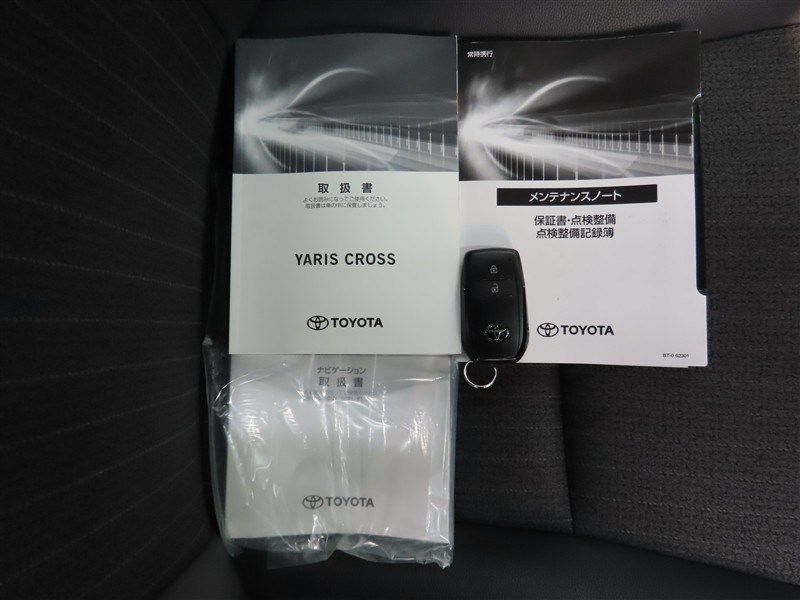 取扱書
よくお読みになってご使用ください。
取扱書は車の中に保管しましょう。
YARIS CROSS
TOYOTA
常時携行
メンテナンスノート
保証書・点検整備
点検整備記録簿
TOYOTA
ナビゲーション
取扱書
TOYOTA